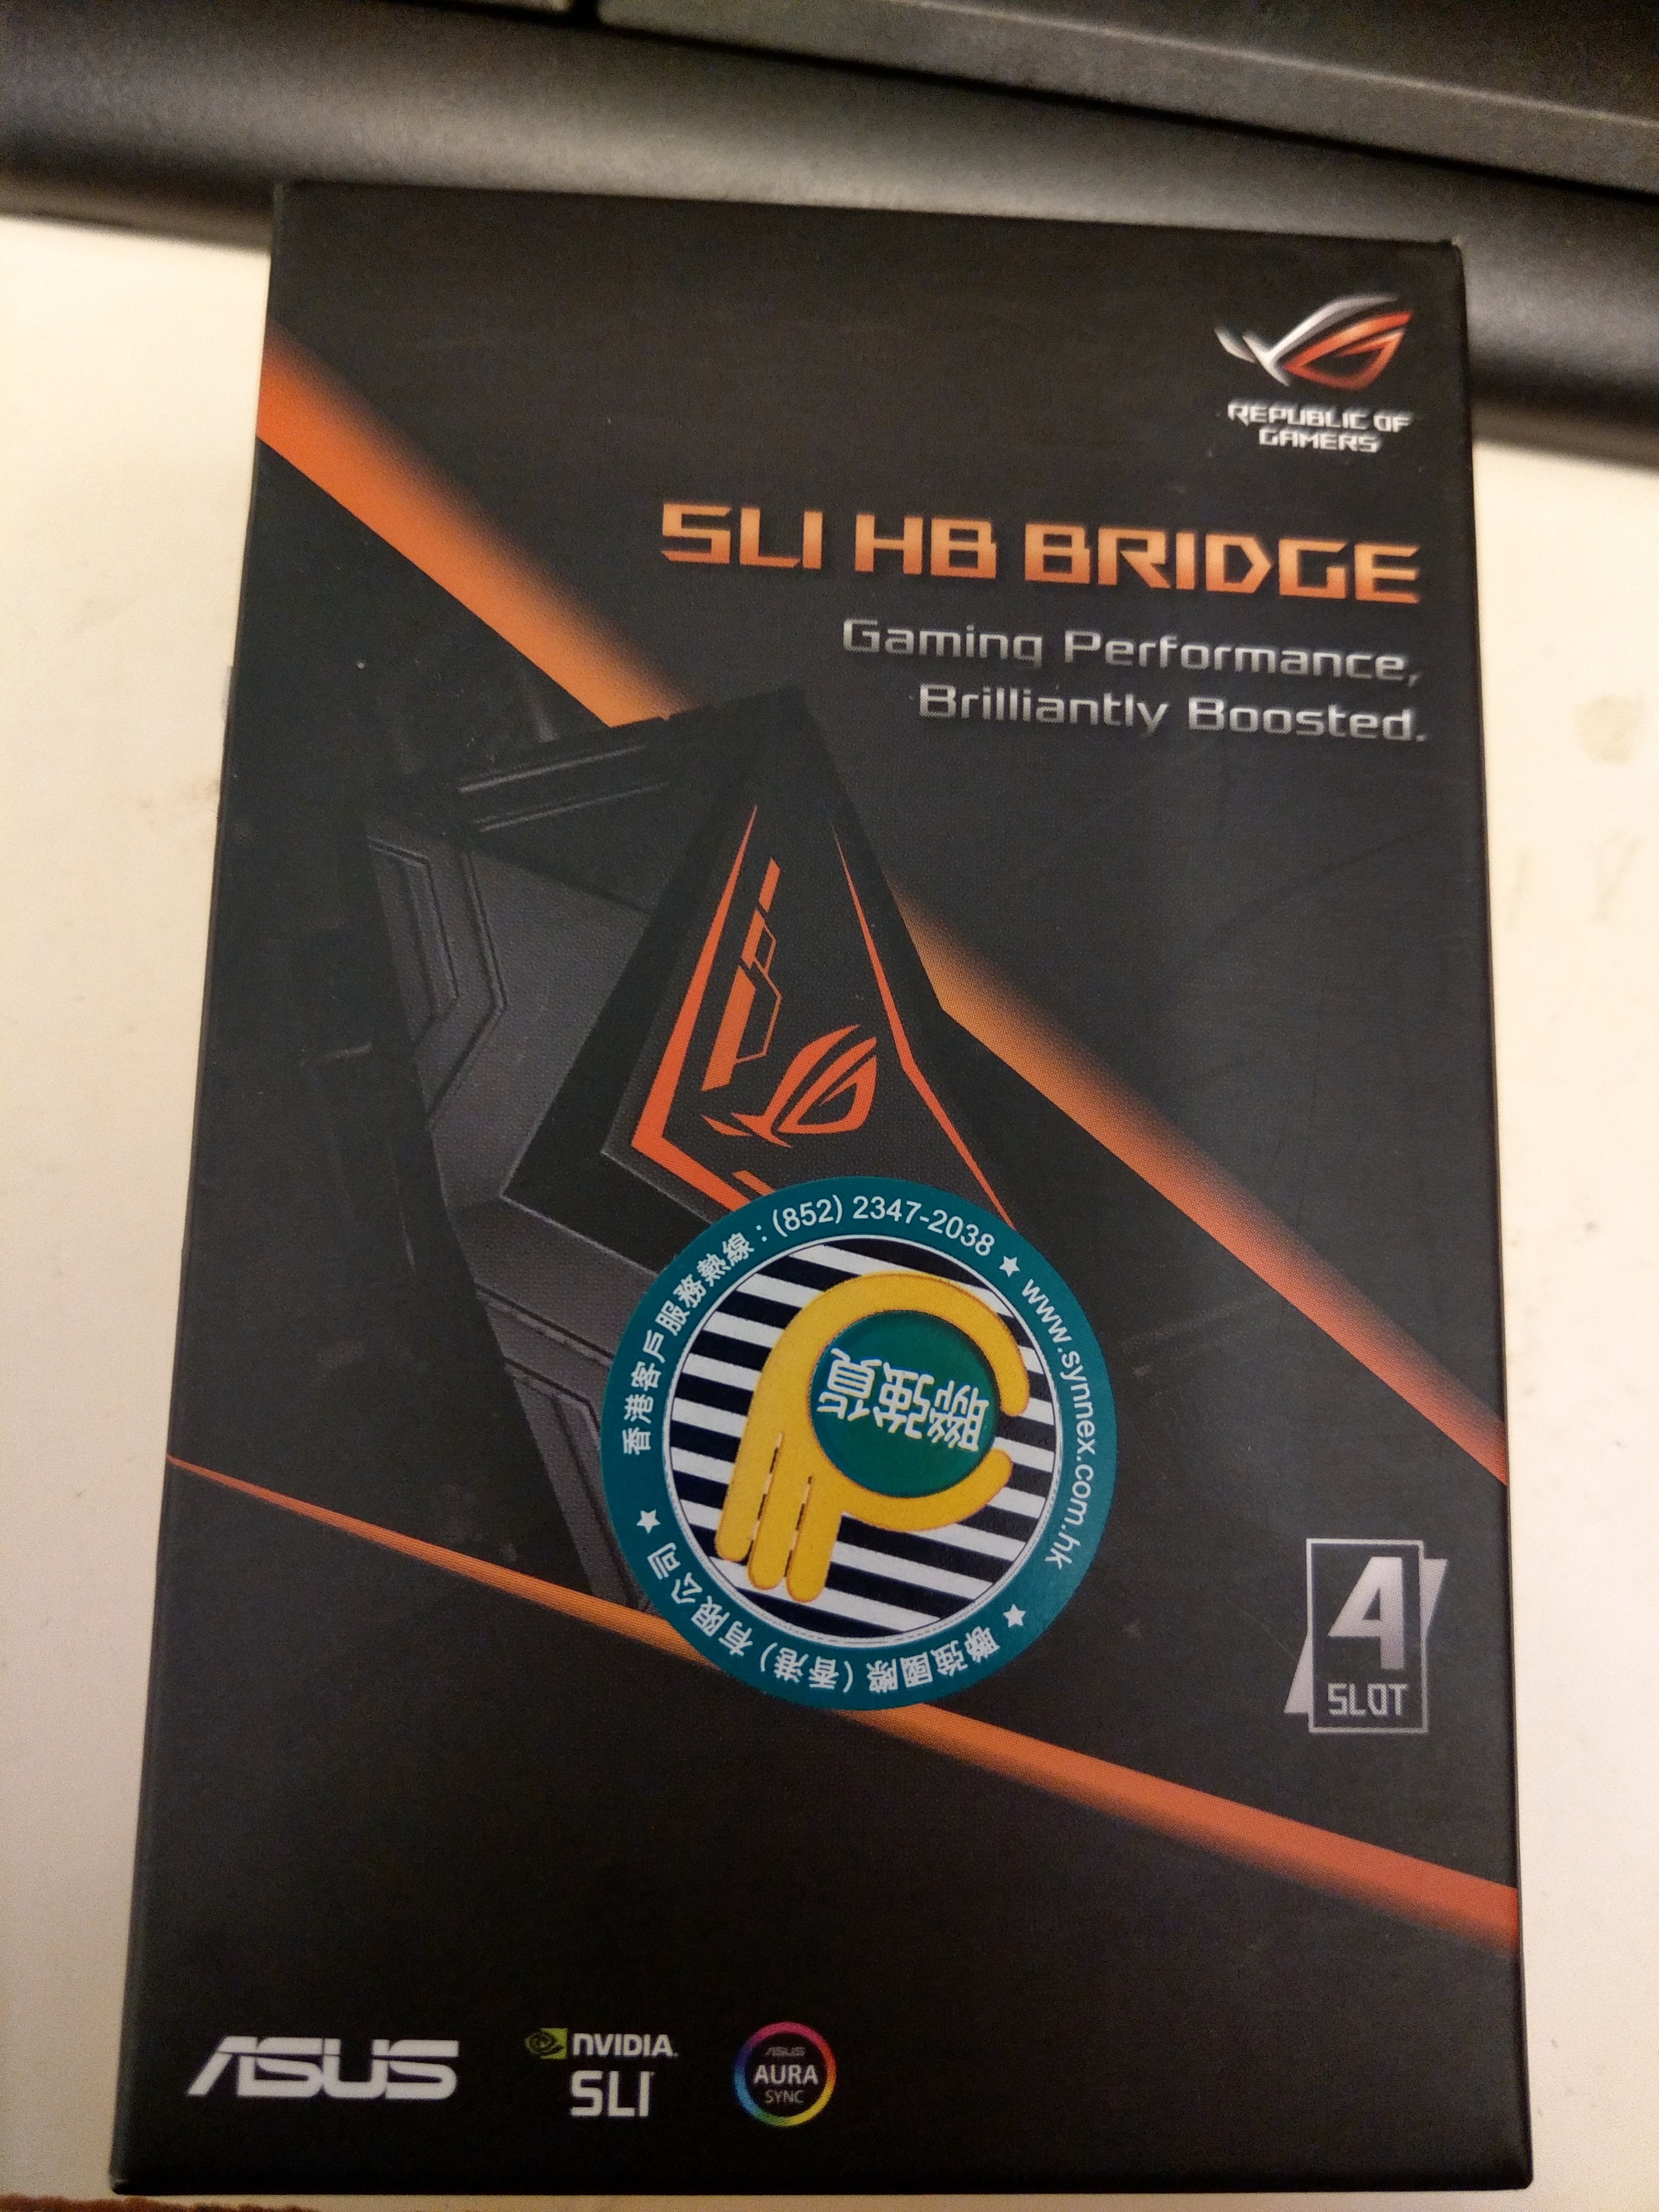 REPUBLIC OF
GAMERS
SLI HB BRIDGE
Gaming Performance,
Brilliantly Boosted.
香港客戶服務熱線：(852) 2347-2038 ★ www.synnex.com.hk ★
聯強國際（香港）有限公司 ★
聯強貨
4
SLOT
ASUS
NVIDIA.
SLI
ASUS
AURA
SYNC